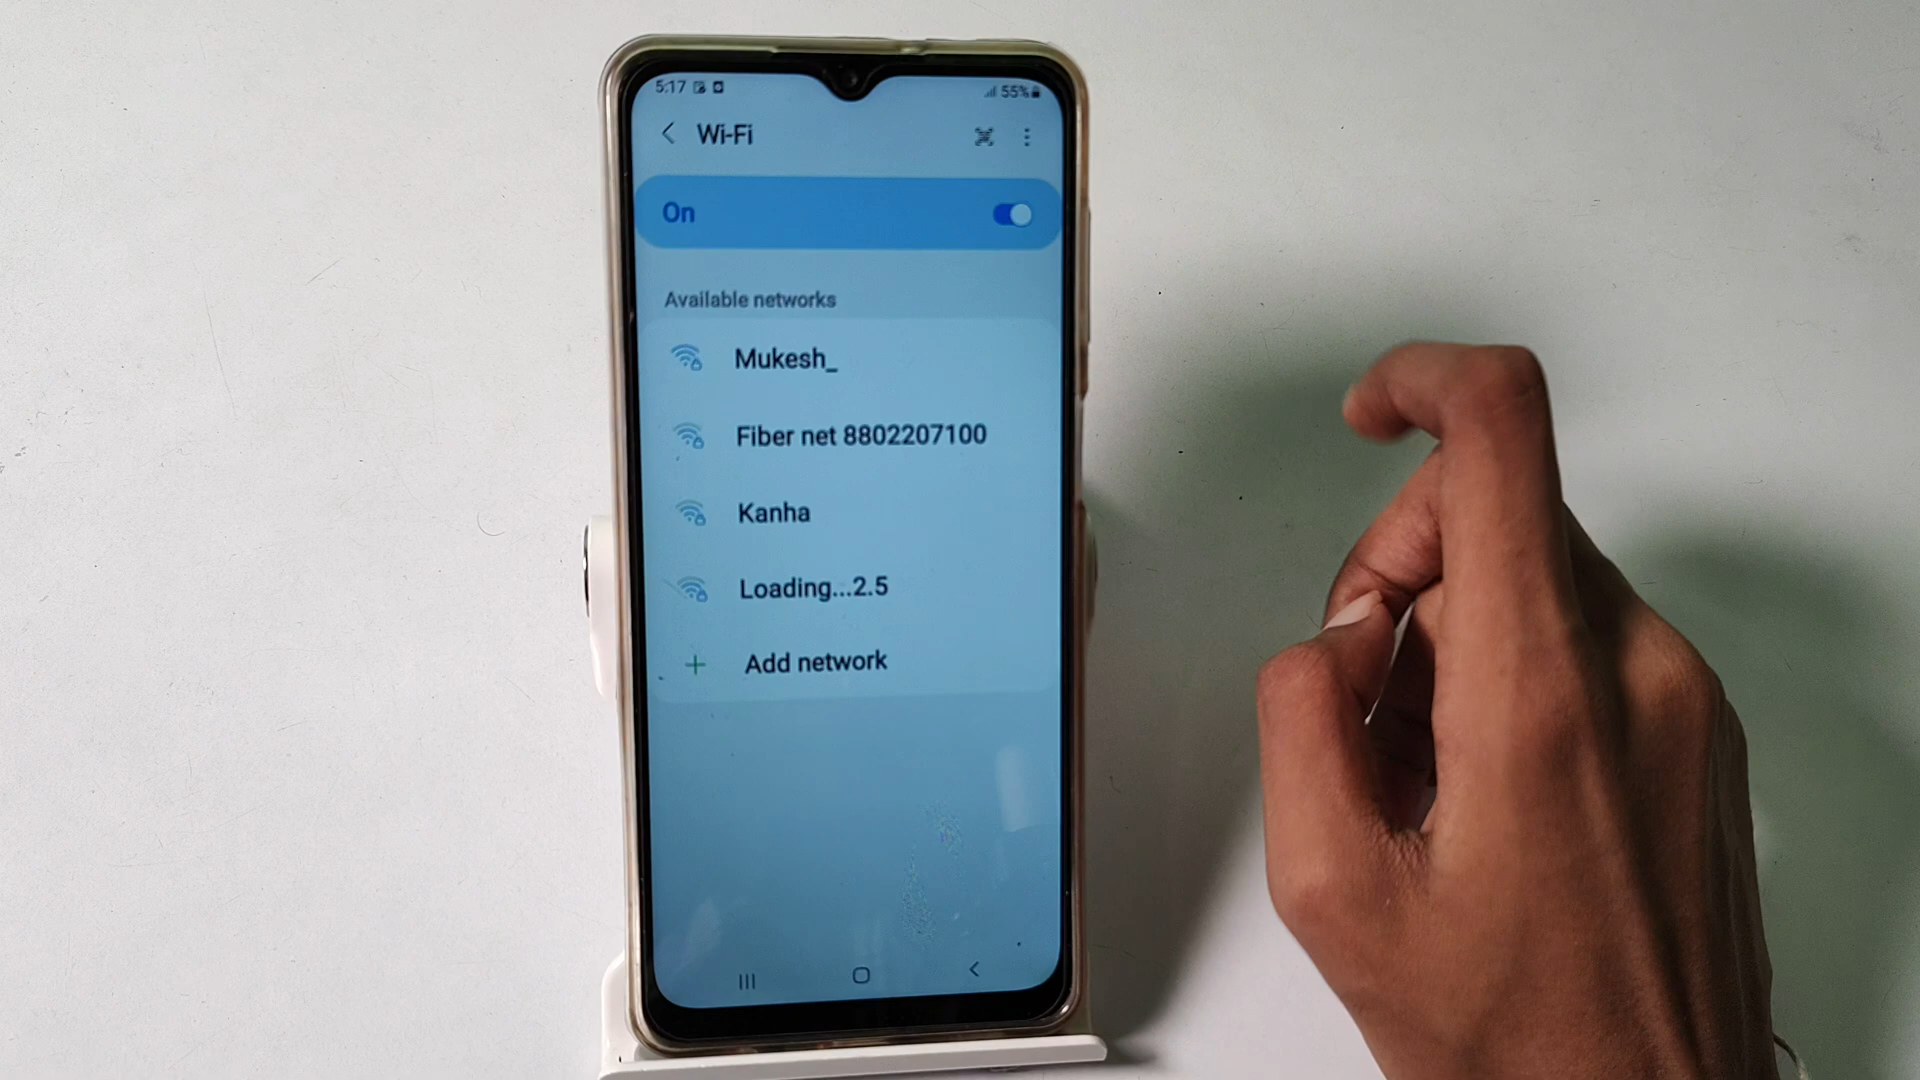 5:17 55%
Wi-Fi
On
Available networks
Mukesh_
Fiber net 8802207100
Kanha
Loading...2.5
Add network